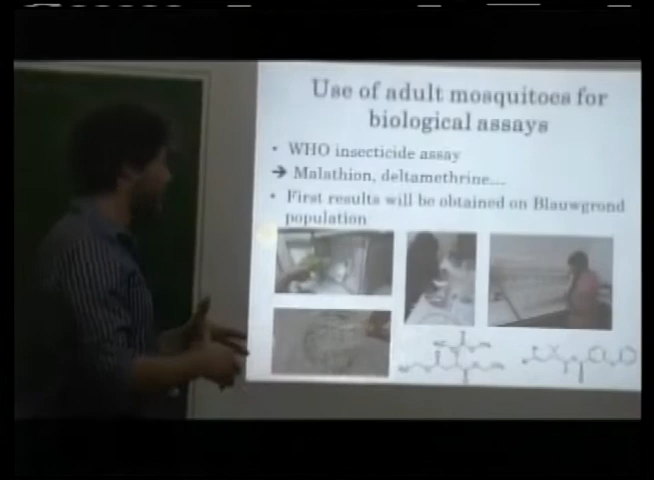 Use of adult mosquitoes for
biological assays
• WHO insecticide assay
➔ Malathion, deltamethrine...
• First results will be obtained on Blauwgrond
population